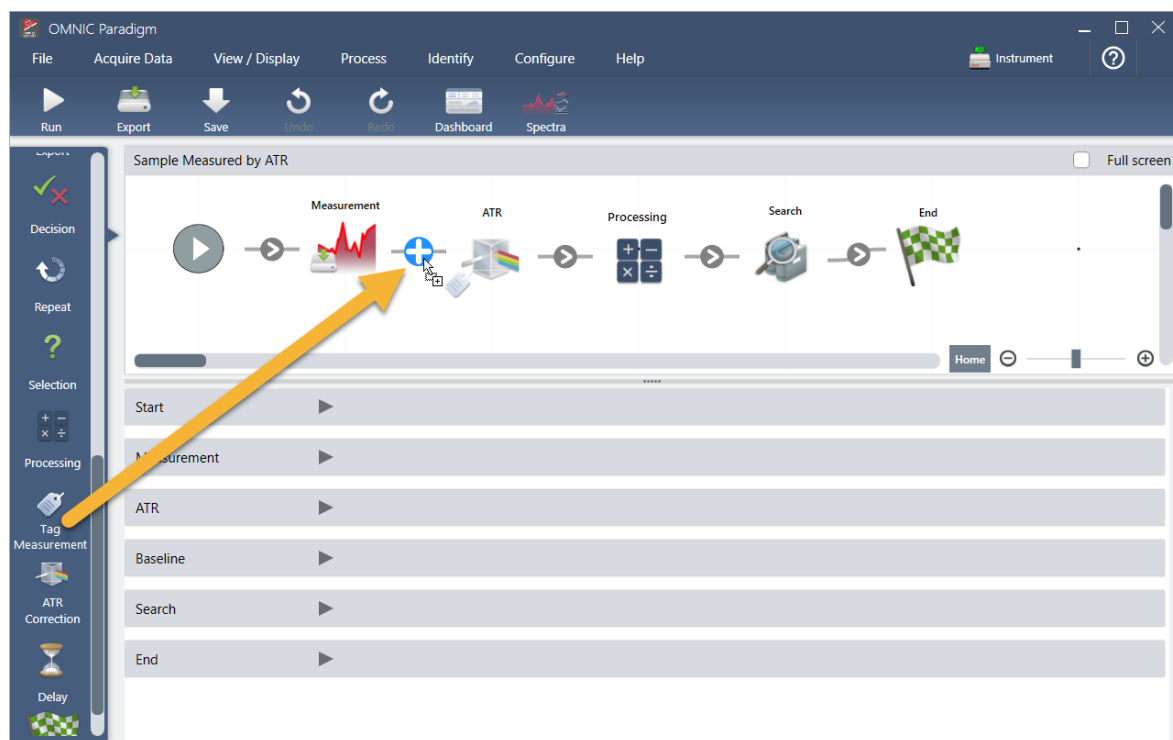 OMNIC Paradigm
File Acquire Data View / Display Process Identify Configure Help Instrument
Run Export Save Undo Redo Dashboard Spectra
Export
Decision
Repeat
Selection
Processing
Tag
Measurement
ATR
Correction
Delay
Sample Measured by ATR Full screen
Measurement ATR Processing Search End
Home
Start
Measurement
ATR
Baseline
Search
End